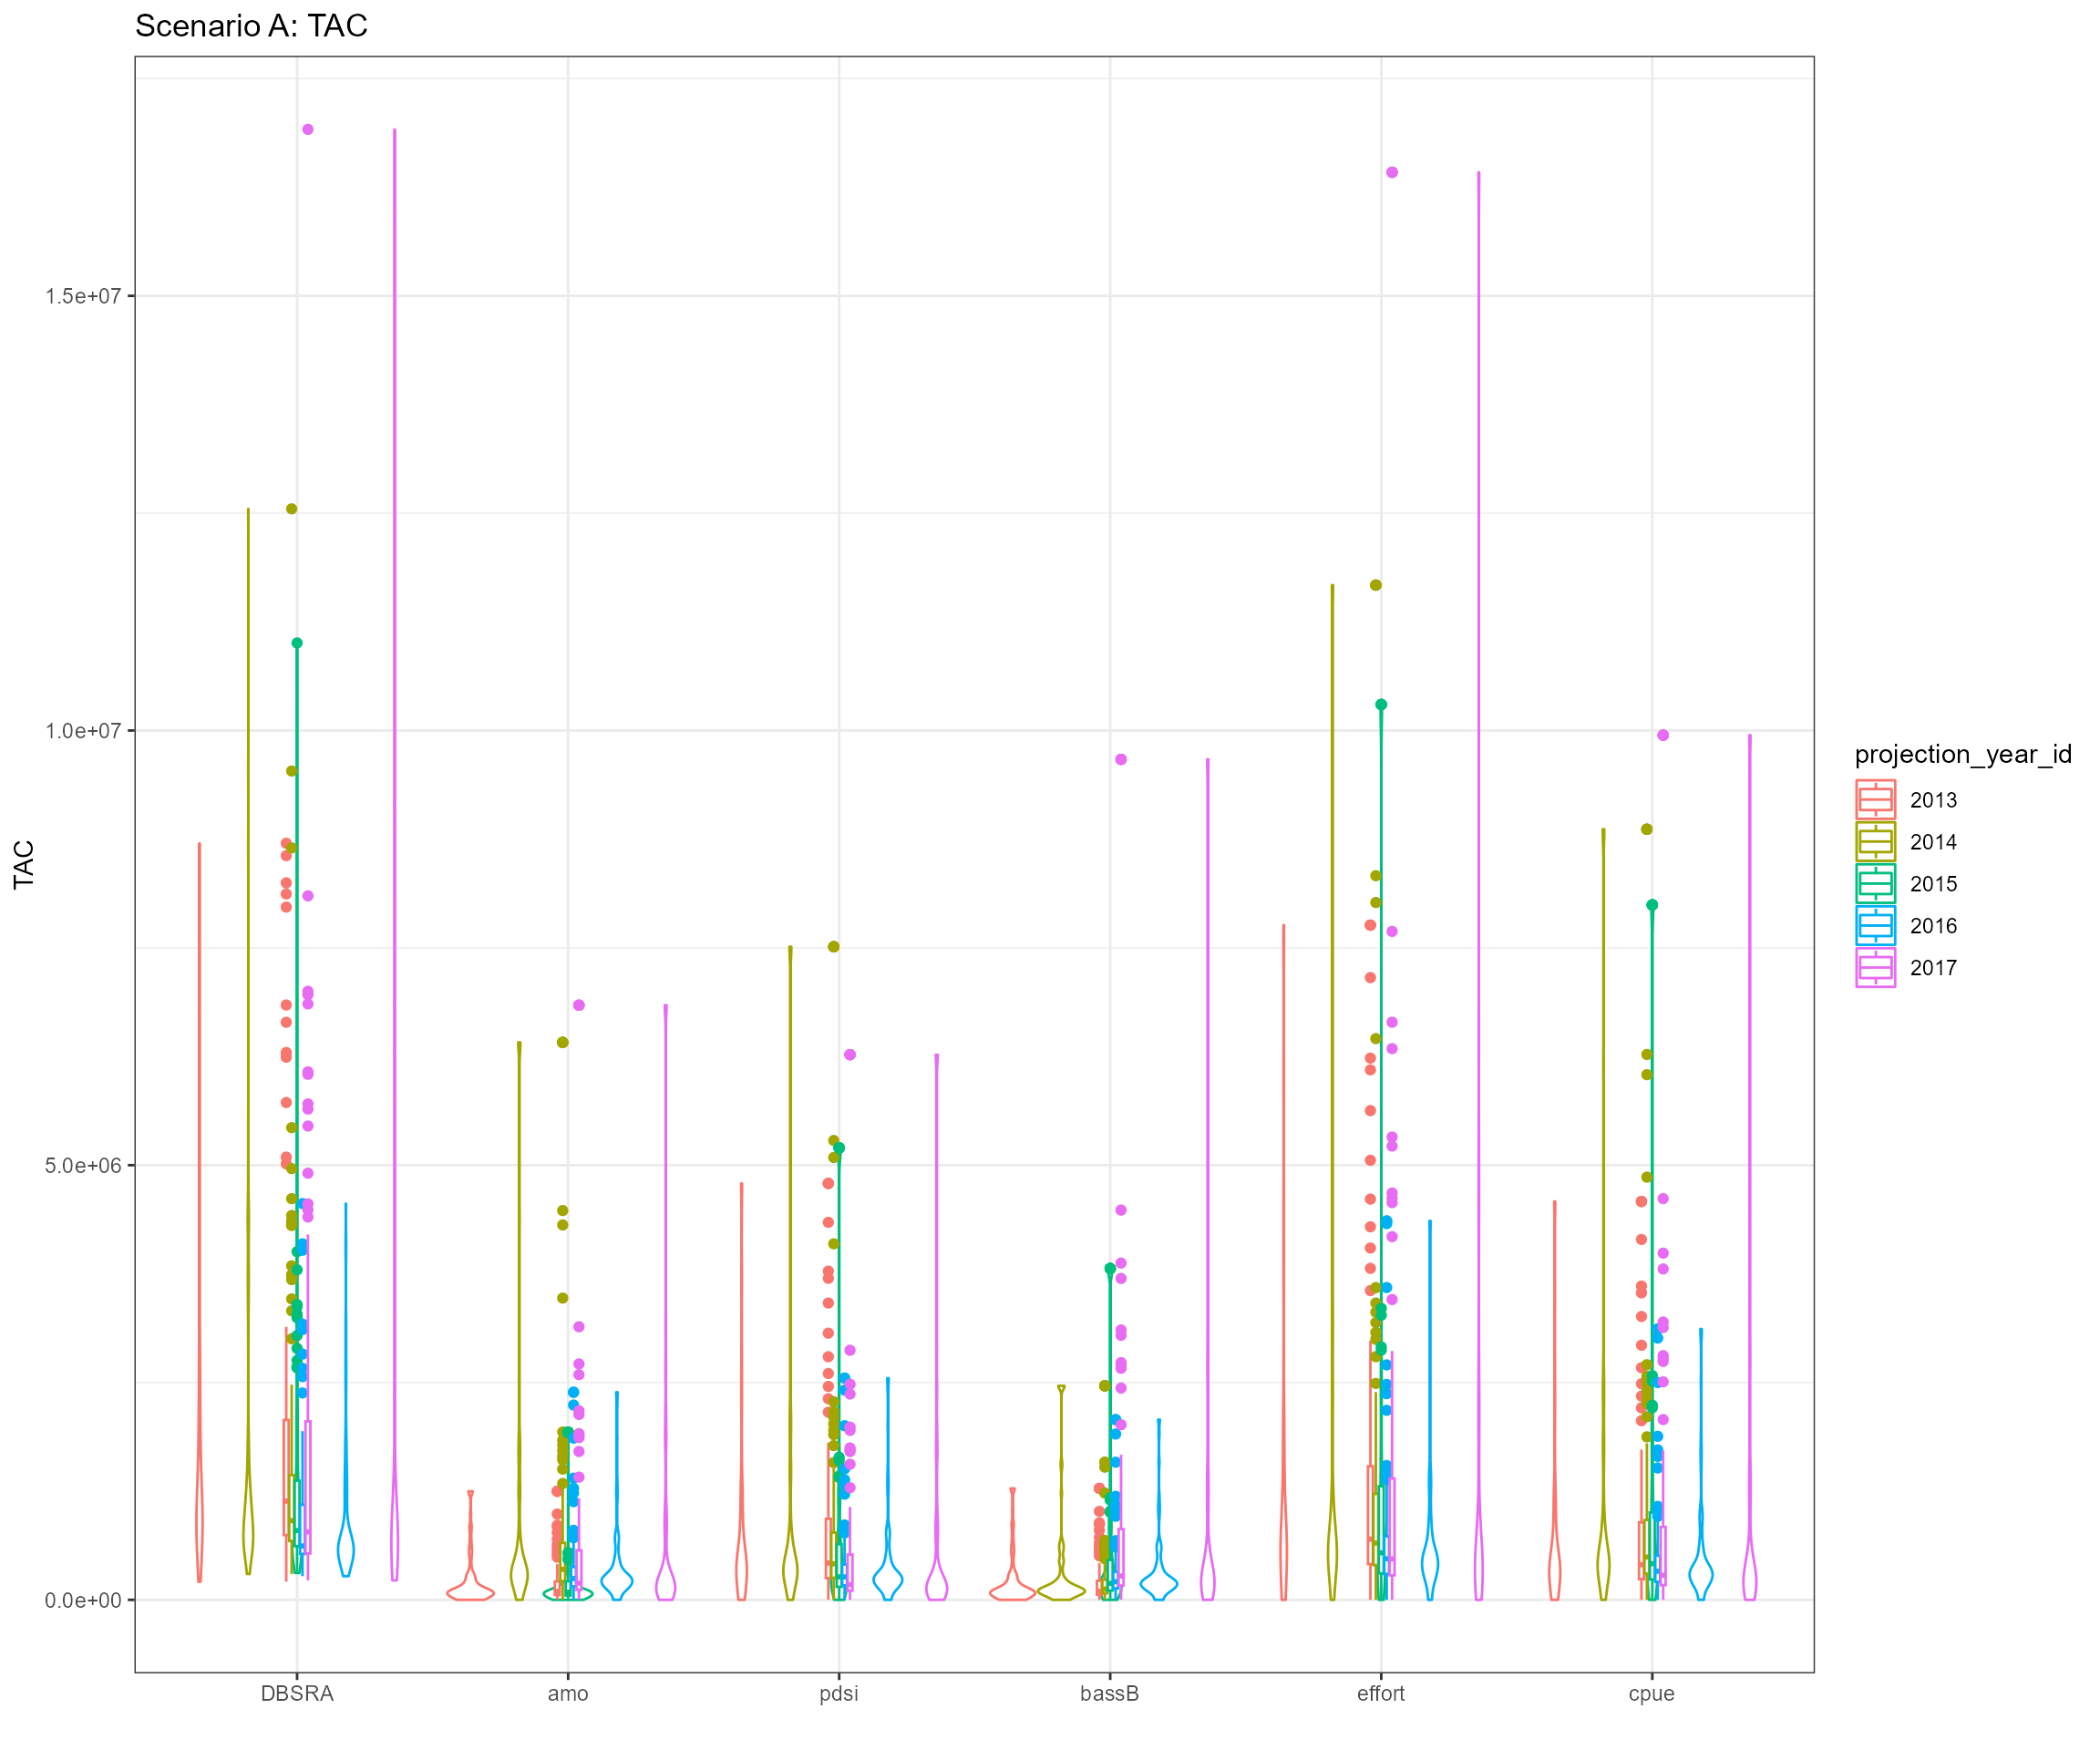 Scenario A: TAC
TAC
1.5e+07
1.0e+07
5.0e+06
0.0e+00
DBSRA
amo
pdsi
bassB
effort
cpue
projection_year_id
2013
2014
2015
2016
2017